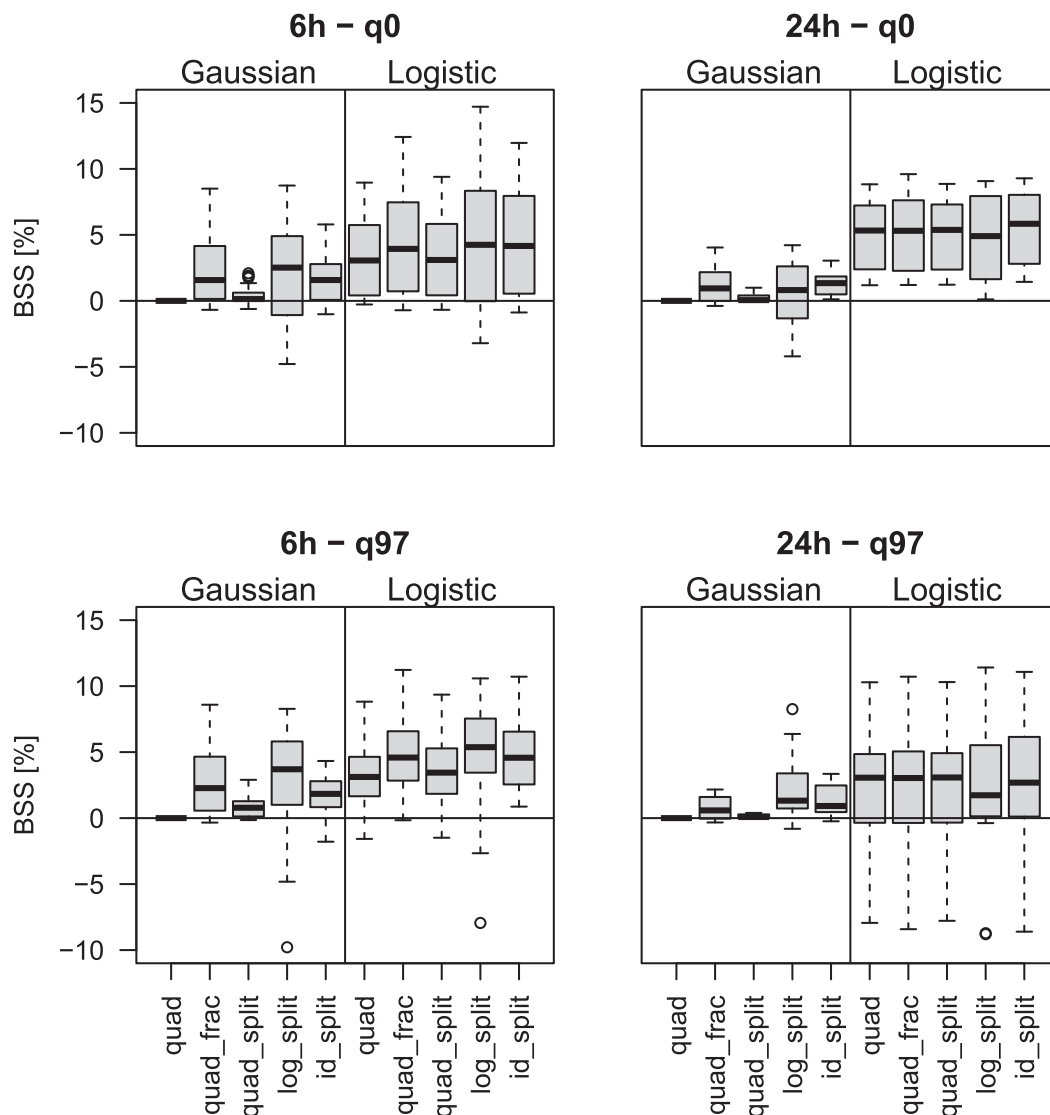 6h − q0
24h − q0
Gaussian Logistic
Gaussian Logistic
BSS [%]
15
10
5
0
−5
−10
6h − q97
24h − q97
Gaussian Logistic
Gaussian Logistic
BSS [%]
15
10
5
0
−5
−10
quad
quad_frac
quad_split
log_split
id_split
quad
quad_frac
quad_split
log_split
id_split
quad
quad_frac
quad_split
log_split
id_split
quad
quad_frac
quad_split
log_split
id_split